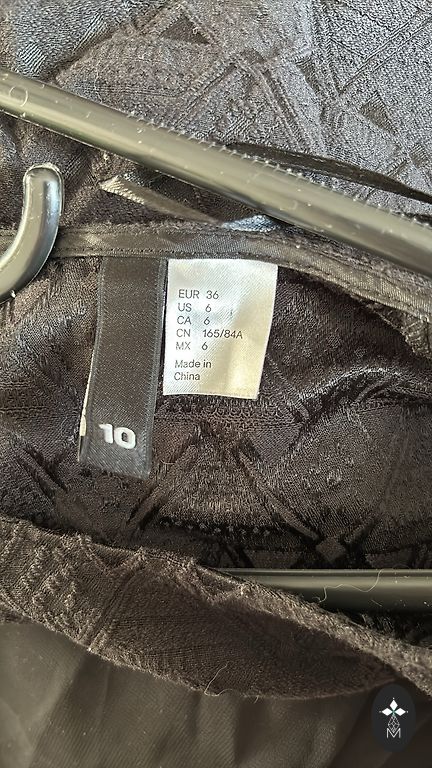 EUR 36
US 6
CA 6
CN 165/84A
MX 6
Made in
China
10
M